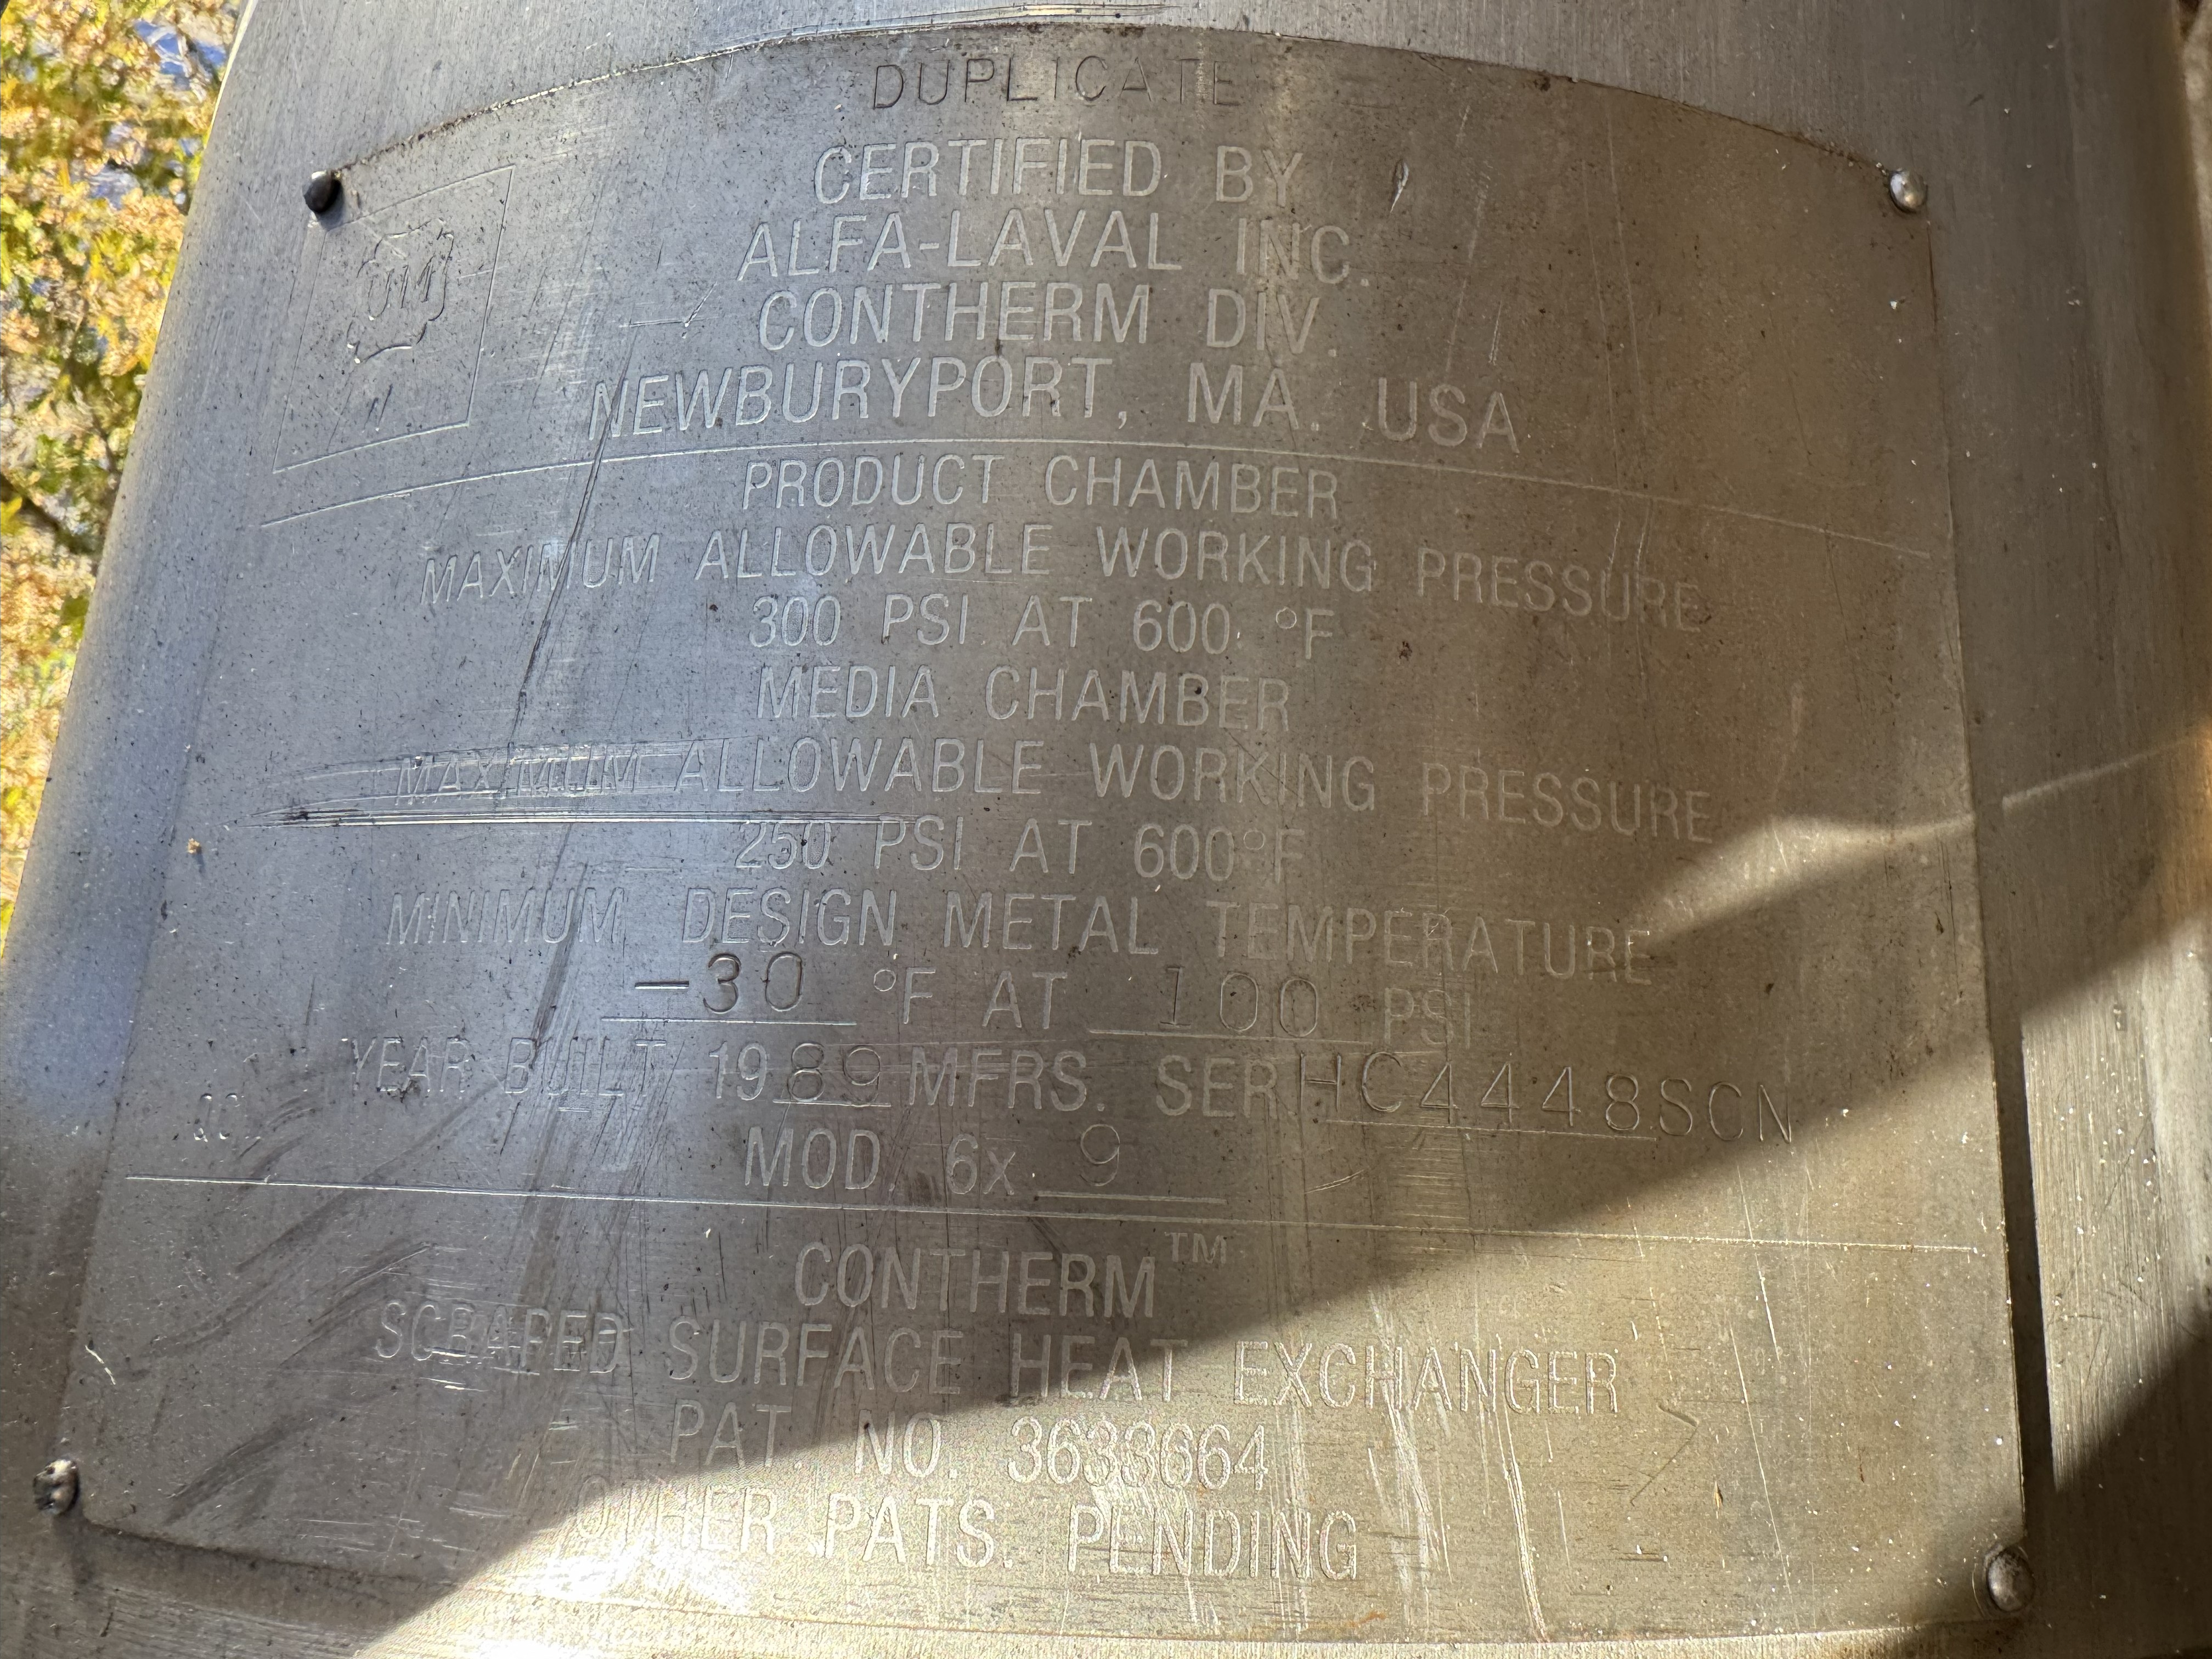 DUPLICATE
CERTIFIED BY
ALFA-LAVAL INC.
CONTHERM DIV.
NEWBURYPORT, MA. USA
UM
PRODUCT CHAMBER
MAXIMUM ALLOWABLE WORKING PRESSURE
300 PSI AT 600 °F
MEDIA CHAMBER
MAXIMUM ALLOWABLE WORKING PRESSURE
250 PSI AT 600°F
MINIMUM DESIGN METAL TEMPERATURE
-30 °F AT 100 PSI
YEAR BUILT 1989 MFRS. SER HC4448SCN
QC
MOD. 6x 9
CONTHERM™
SCRAPED SURFACE HEAT EXCHANGER
PAT. NO. 3633664
OTHER PATS. PENDING